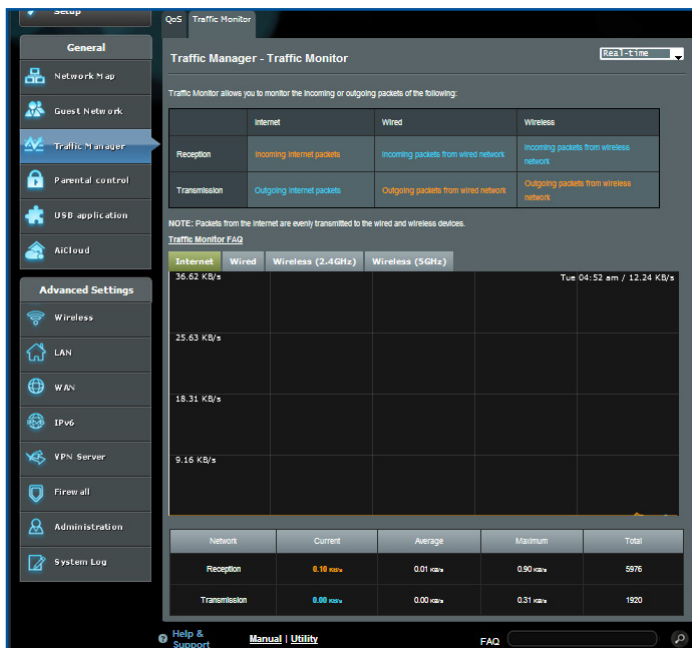 Setup
QoS Traffic Monitor
General
Network Map
Guest Network
Traffic Manager
Parental control
USB application
AiCloud
Advanced Settings
Wireless
LAN
WAN
IPv6
VPN Server
Firewall
Administration
System Log
Traffic Manager - Traffic Monitor
Real-time
Traffic Monitor allows you to monitor the incoming or outgoing packets of the following:
Internet Wired Wireless
Reception Incoming Internet packets Incoming packets from wired network Incoming packets from wireless
network
Transmission Outgoing Internet packets Outgoing packets from wired network Outgoing packets from wireless
network
NOTE: Packets from the Internet are evenly transmitted to the wired and wireless devices.
Traffic Monitor FAQ
Internet Wired Wireless (2.4GHz) Wireless (5GHz)
36.62 KB/s Tue 04:52 am / 12.24 KB/s
25.63 KB/s
18.31 KB/s
9.16 KB/s
Network Current Average Maximum Total
Reception 0.10 KB/s 0.01 KB/s 0.90 KB/s 5976
Transmission 0.00 KB/s 0.00 KB/s 0.31 KB/s 1920
Help &
Support
Manual | Utility
FAQ